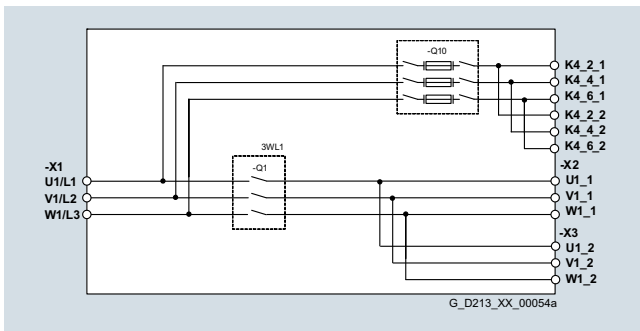 -Q10
K4_2_1
K4_4_1
K4_6_1
K4_2_2
K4_4_2
K4_6_2
3WL1
-X1
-Q1
-X2
U1/L1
U1_1
V1/L2
V1_1
W1/L3
W1_1
-X3
U1_2
V1_2
W1_2
G_D213_XX_00054a